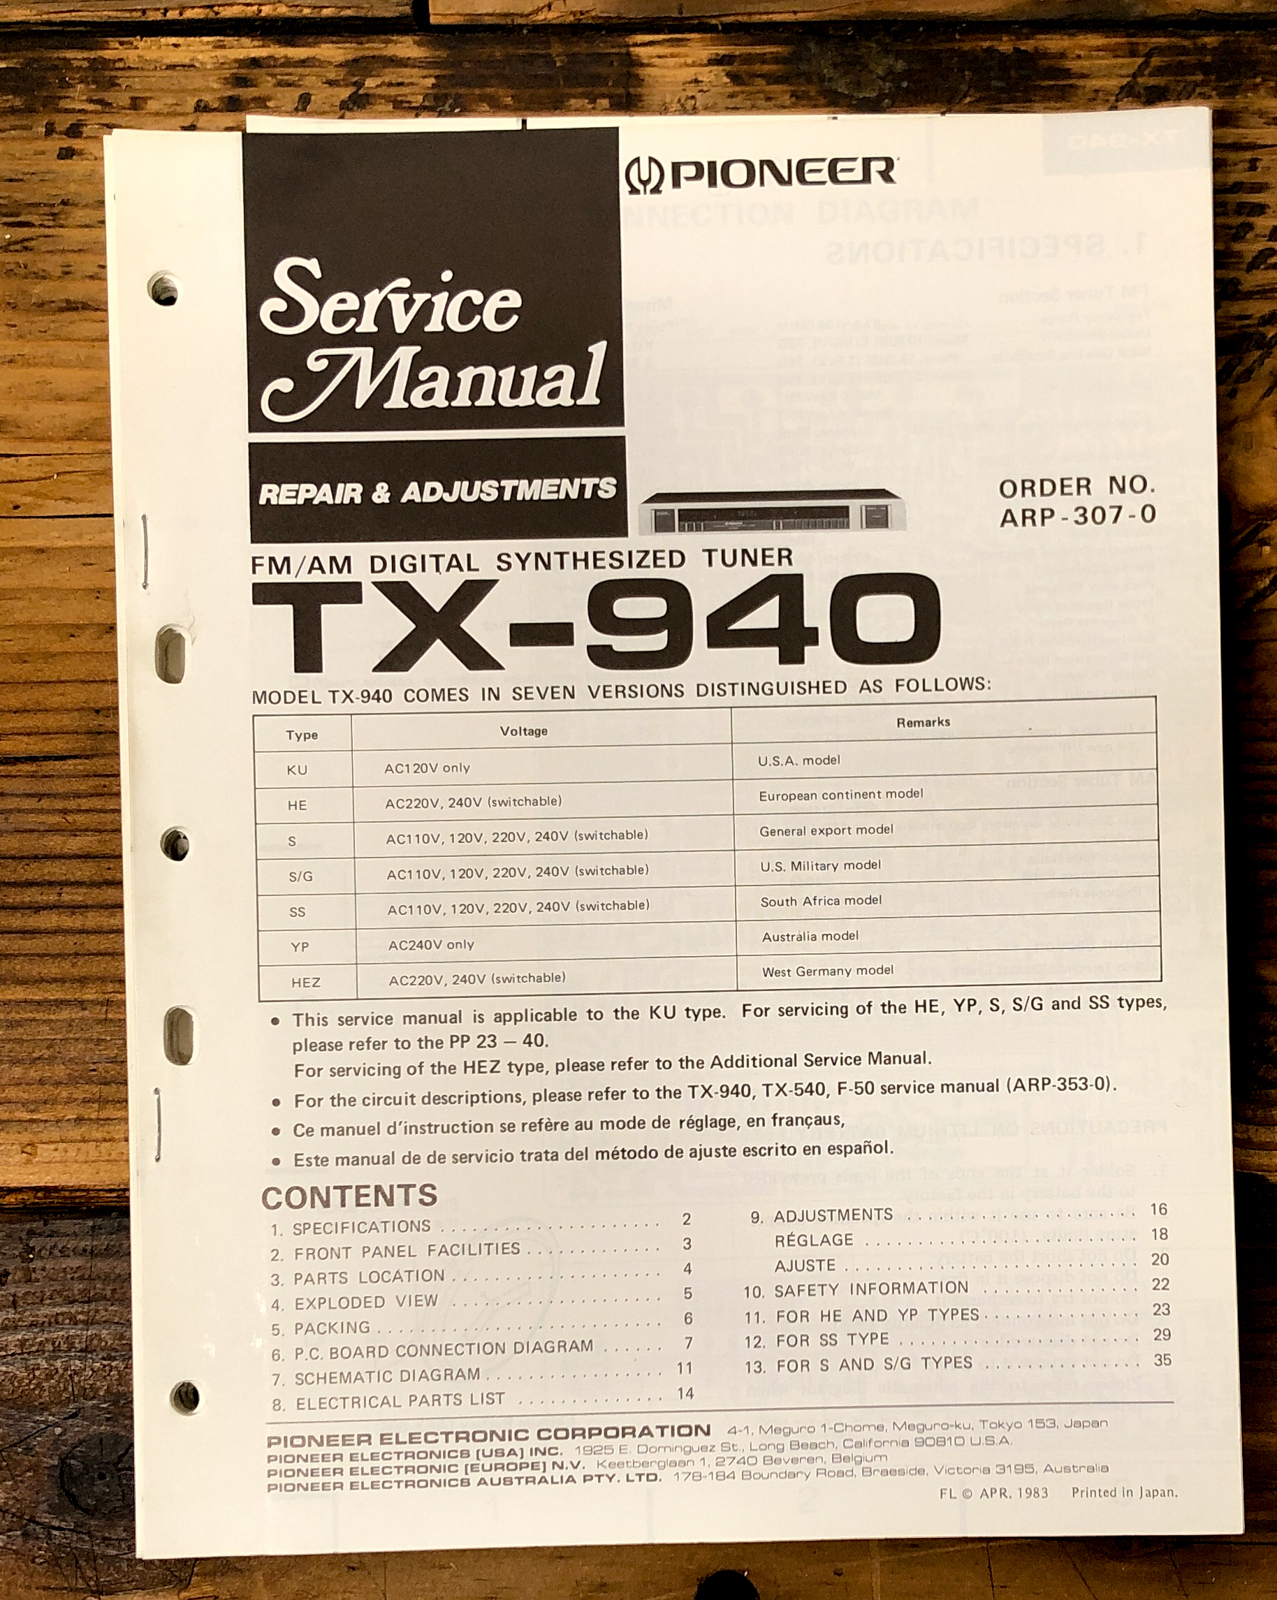 PIONEER
Service
Manual
REPAIR & ADJUSTMENTS
ORDER NO.
ARP-307-0
FM/AM DIGITAL SYNTHESIZED TUNER
TX-940
MODEL TX-940 COMES IN SEVEN VERSIONS DISTINGUISHED AS FOLLOWS:
Type Voltage Remarks
KU AC120V only U.S.A. model
HE AC220V, 240V (switchable) European continent model
S AC110V, 120V, 220V, 240V (switchable) General export model
S/G AC110V, 120V, 220V, 240V (switchable) U.S. Military model
SS AC110V, 120V, 220V, 240V (switchable) South Africa model
YP AC240V only Australia model
HEZ AC220V, 240V (switchable) West Germany model
• This service manual is applicable to the KU type. For servicing of the HE, YP, S, S/G and SS types,
please refer to the PP 23 – 40.
For servicing of the HEZ type, please refer to the Additional Service Manual.
• For the circuit descriptions, please refer to the TX-940, TX-540, F-50 service manual (ARP-353-0).
• Ce manuel d'instruction se refère au mode de réglage, en françaus,
• Este manual de de servicio trata del método de ajuste escrito en español.
CONTENTS
1. SPECIFICATIONS . . . . . . . . . . . . . . . . . . . . 2
2. FRONT PANEL FACILITIES . . . . . . . . . . . . 3
3. PARTS LOCATION . . . . . . . . . . . . . . . . . . . 4
4. EXPLODED VIEW . . . . . . . . . . . . . . . . . . . 5
5. PACKING . . . . . . . . . . . . . . . . . . . . . . . . . . 6
6. P.C. BOARD CONNECTION DIAGRAM . . . . . . 7
7. SCHEMATIC DIAGRAM . . . . . . . . . . . . . . . . 11
8. ELECTRICAL PARTS LIST . . . . . . . . . . . . . 14
9. ADJUSTMENTS . . . . . . . . . . . . . . . . . . . . . 16
RÉGLAGE . . . . . . . . . . . . . . . . . . . . . . . . . 18
AJUSTE . . . . . . . . . . . . . . . . . . . . . . . . . . . 20
10. SAFETY INFORMATION . . . . . . . . . . . . . . 22
11. FOR HE AND YP TYPES . . . . . . . . . . . . . . 23
12. FOR SS TYPE . . . . . . . . . . . . . . . . . . . . . . 29
13. FOR S AND S/G TYPES . . . . . . . . . . . . . . 35
PIONEER ELECTRONIC CORPORATION 4-1, Meguro 1-Chome, Meguro-ku, Tokyo 153, Japan
PIONEER ELECTRONICS [USA] INC. 1925 E. Dominguez St., Long Beach, California 90810 U.S.A.
PIONEER ELECTRONIC [EUROPE] N.V. Keetberglaan 1, 2740 Beveren, Belgium
PIONEER ELECTRONICS AUSTRALIA PTY. LTD. 178-184 Boundary Road, Braeside, Victoria 3195, Australia
FL © APR. 1983 Printed in Japan.